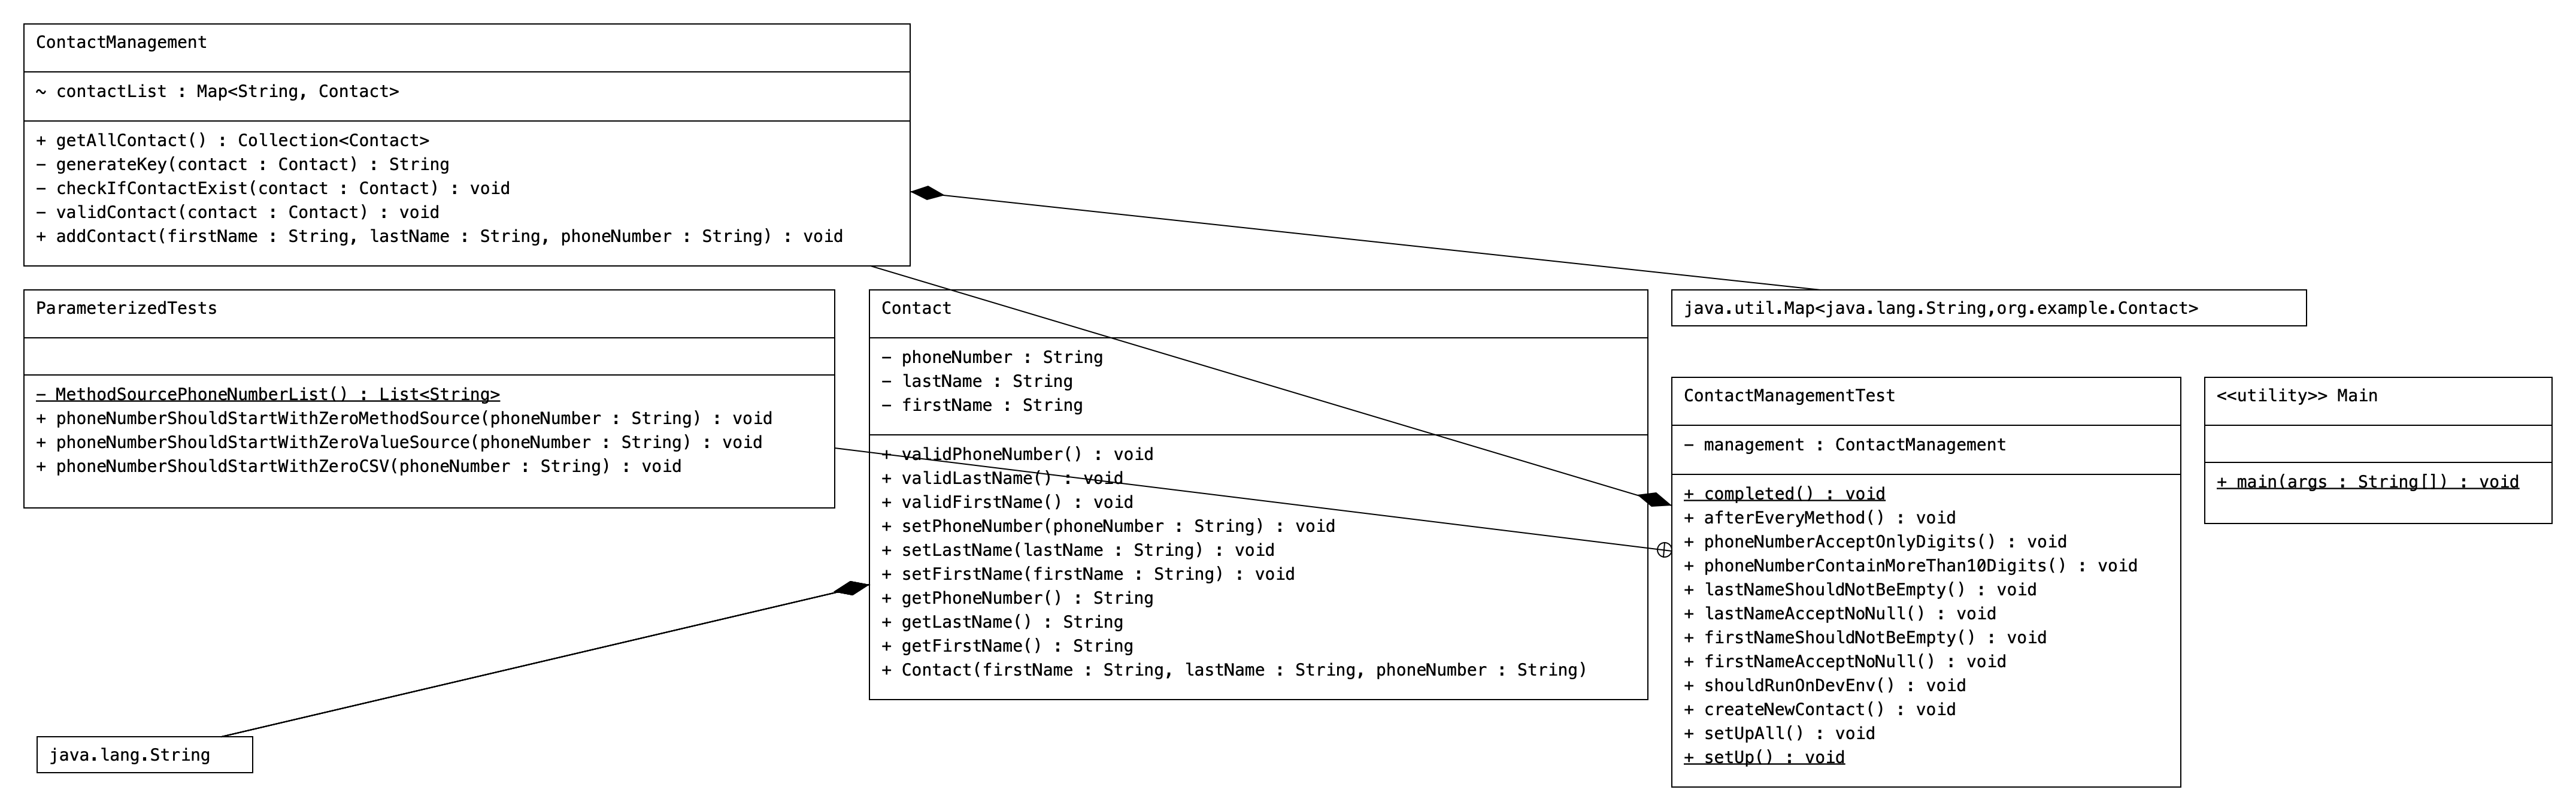 ContactManagement
~ contactList : Map<String, Contact>
+ getAllContact() : Collection<Contact>
− generateKey(contact : Contact) : String
− checkIfContactExist(contact : Contact) : void
− validContact(contact : Contact) : void
+ addContact(firstName : String, lastName : String, phoneNumber : String) : void
ParameterizedTests
− MethodSourcePhoneNumberList() : List<String>
+ phoneNumberShouldStartWithZeroMethodSource(phoneNumber : String) : void
+ phoneNumberShouldStartWithZeroValueSource(phoneNumber : String) : void
+ phoneNumberShouldStartWithZeroCSV(phoneNumber : String) : void
Contact
− phoneNumber : String
− lastName : String
− firstName : String
+ validPhoneNumber() : void
+ validLastName() : void
+ validFirstName() : void
+ setPhoneNumber(phoneNumber : String) : void
+ setLastName(lastName : String) : void
+ setFirstName(firstName : String) : void
+ getPhoneNumber() : String
+ getLastName() : String
+ getFirstName() : String
+ Contact(firstName : String, lastName : String, phoneNumber : String)
java.util.Map<java.lang.String,org.example.Contact>
ContactManagementTest
− management : ContactManagement
+ completed() : void
+ afterEveryMethod() : void
+ phoneNumberAcceptOnlyDigits() : void
+ phoneNumberContainMoreThan10Digits() : void
+ lastNameShouldNotBeEmpty() : void
+ lastNameAcceptNoNull() : void
+ firstNameShouldNotBeEmpty() : void
+ firstNameAcceptNoNull() : void
+ shouldRunOnDevEnv() : void
+ createNewContact() : void
+ setUpAll() : void
+ setUp() : void
<<utility>> Main
+ main(args : String[]) : void
java.lang.String